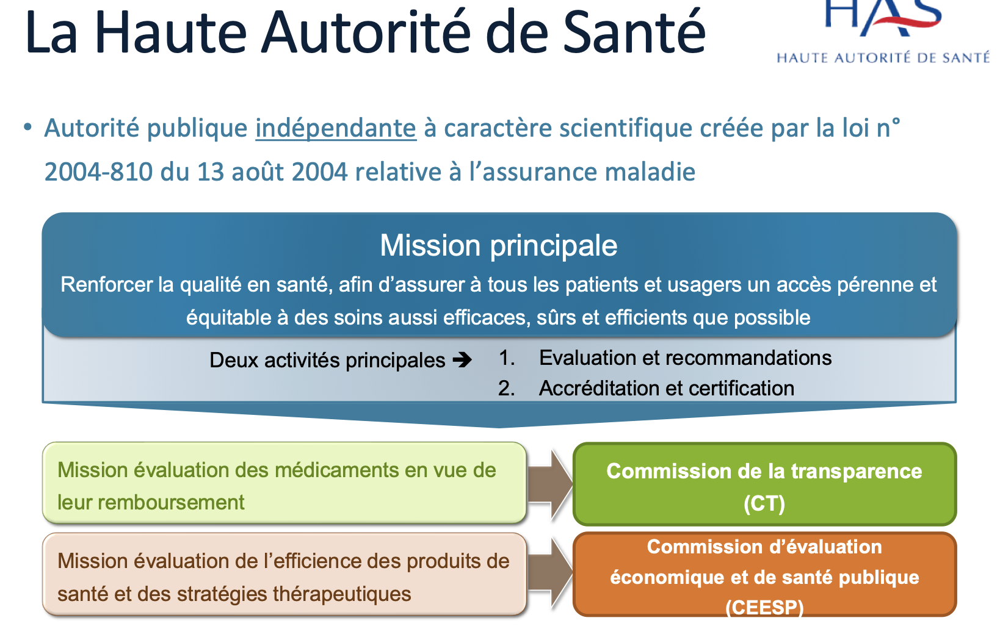 La Haute Autorité de Santé
HAS
HAUTE AUTORITÉ DE SANTÉ
• Autorité publique indépendante à caractère scientifique créée par la loi n°
2004-810 du 13 août 2004 relative à l’assurance maladie
Mission principale
Renforcer la qualité en santé, afin d’assurer à tous les patients et usagers un accès pérenne et
équitable à des soins aussi efficaces, sûrs et efficients que possible
Deux activités principales ➔
1. Evaluation et recommandations
2. Accréditation et certification
Mission évaluation des médicaments en vue de
leur remboursement
Commission de la transparence
(CT)
Mission évaluation de l’efficience des produits de
santé et des stratégies thérapeutiques
Commission d’évaluation
économique et de santé publique
(CEESP)